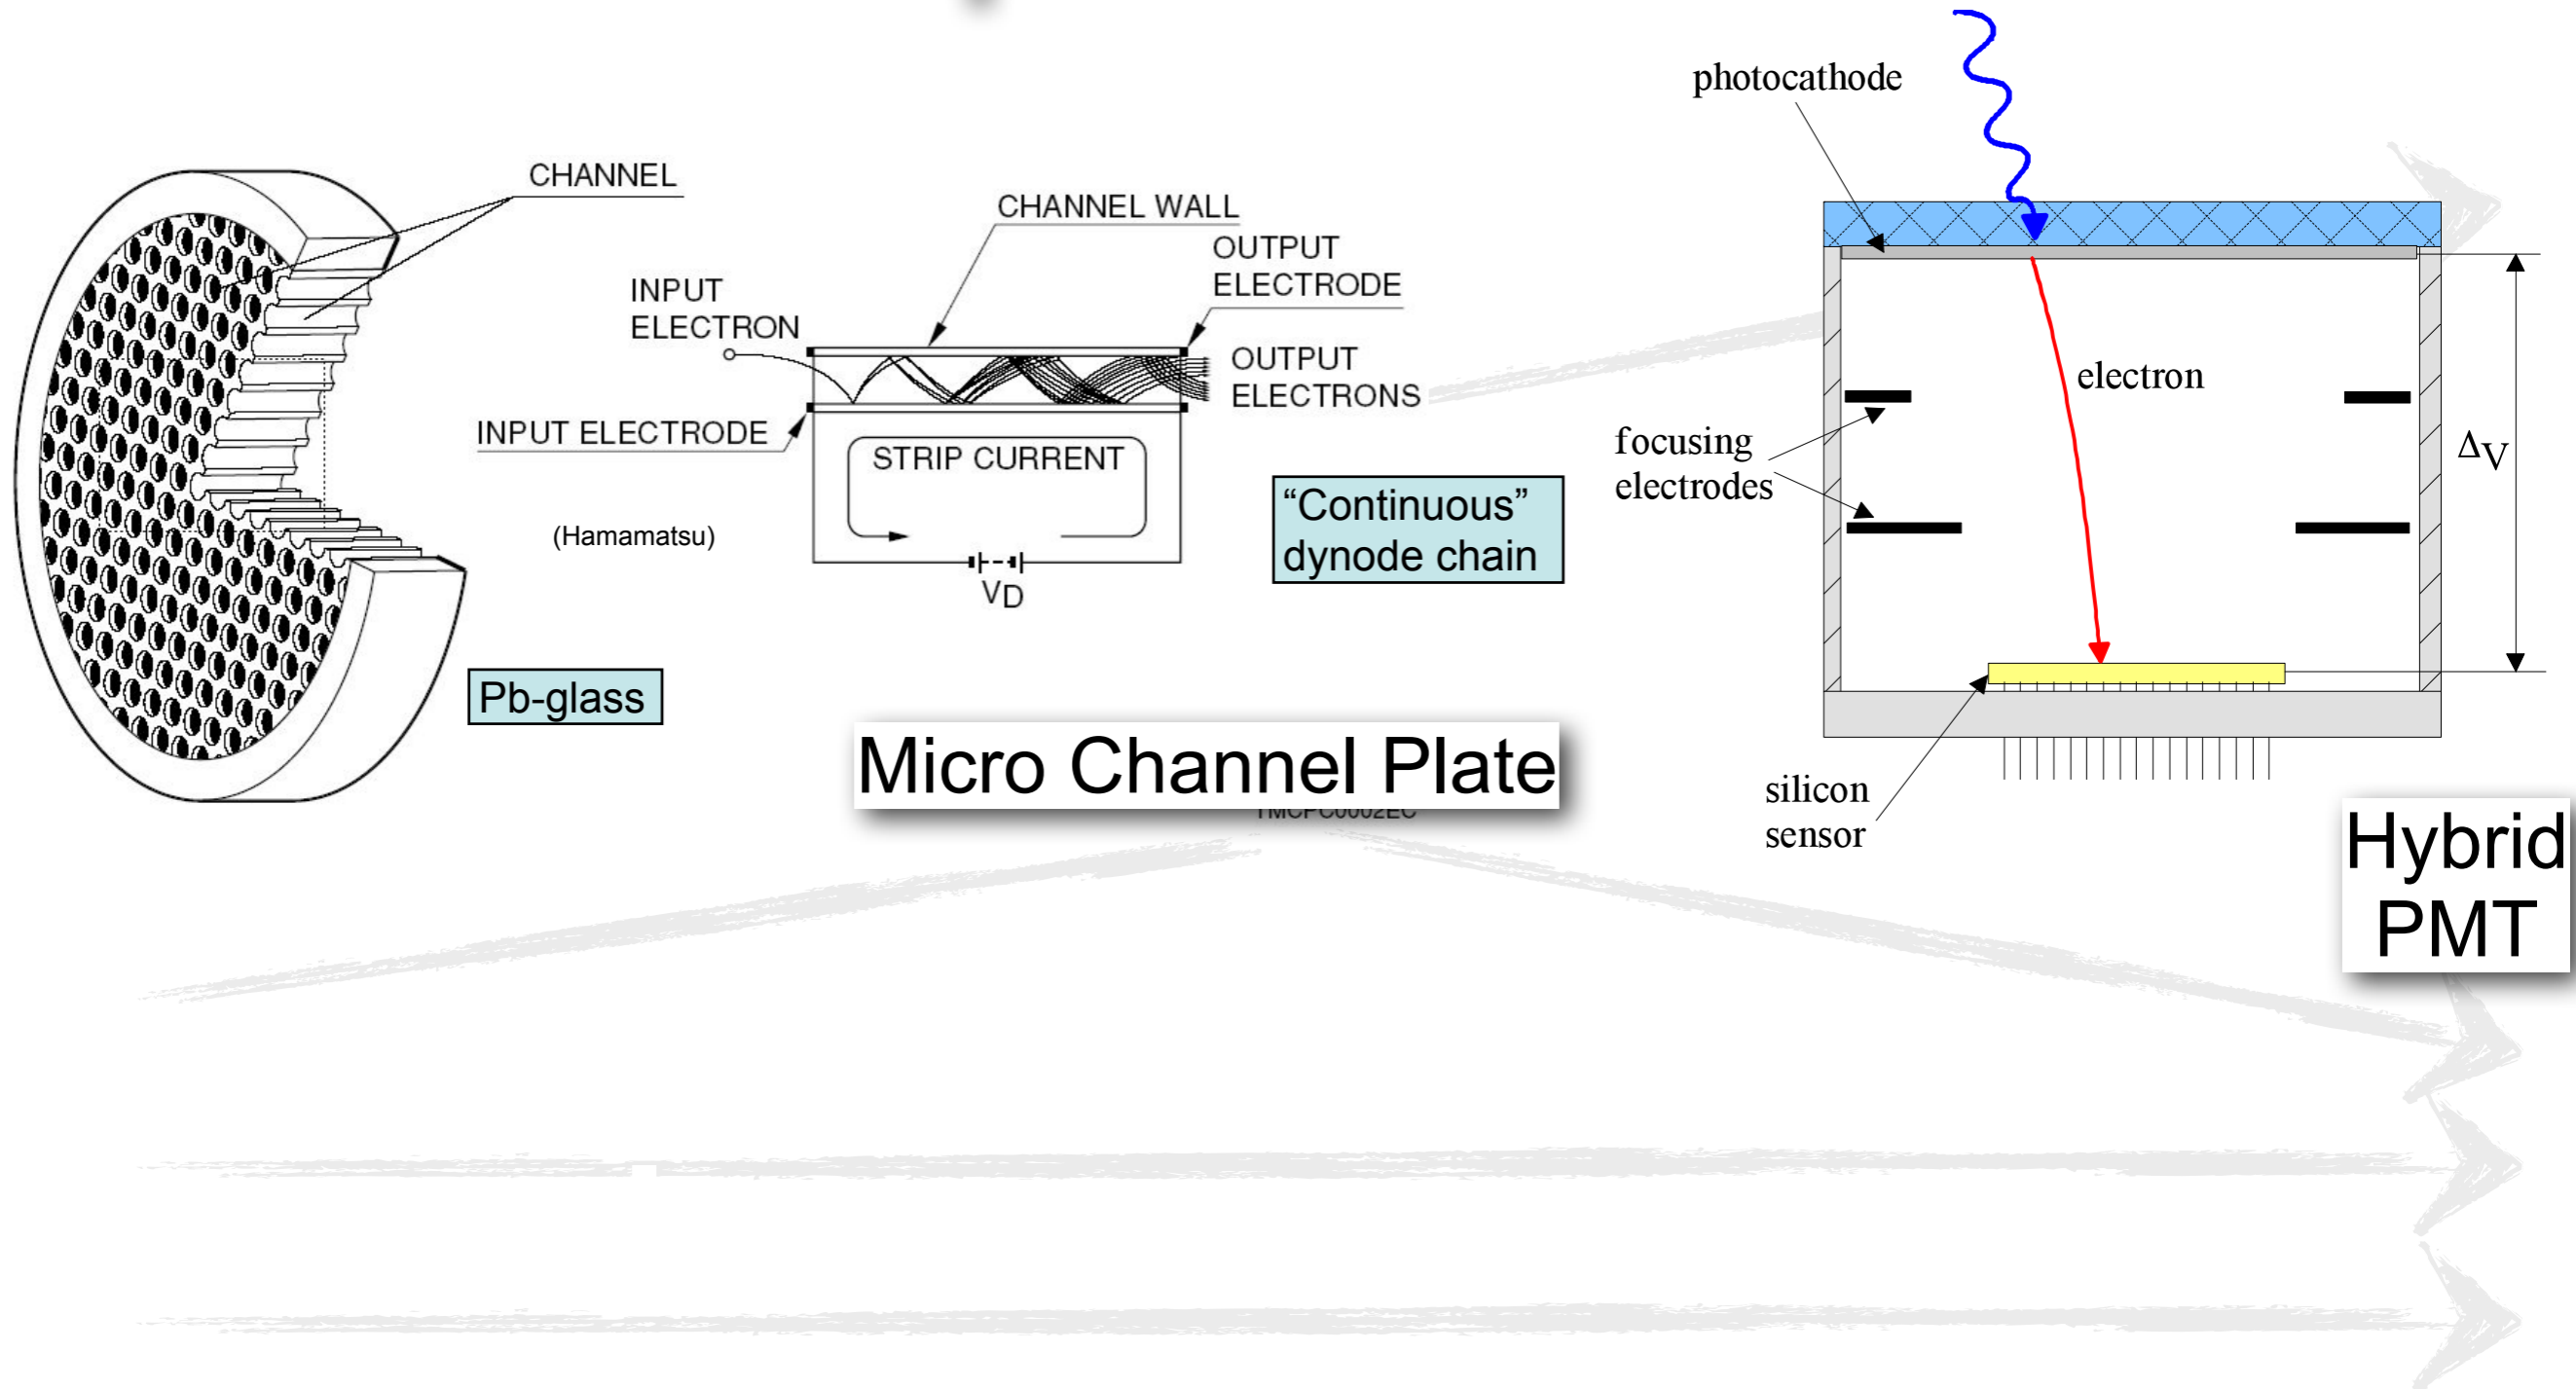 CHANNEL
CHANNEL WALL
OUTPUT
ELECTRODE
INPUT
ELECTRON
OUTPUT
ELECTRONS
INPUT ELECTRODE
STRIP CURRENT
(Hamamatsu)
VD
“Continuous”
dynode chain
Pb-glass
Micro Channel Plate
photocathode
electron
focusing
electrodes
ΔV
silicon
sensor
Hybrid
PMT